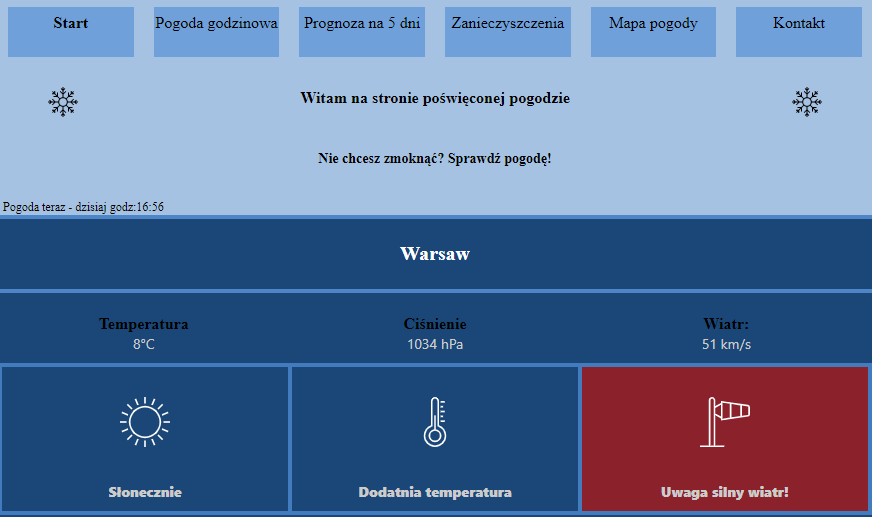 Start
Pogoda godzinowa
Prognoza na 5 dni
Zanieczyszczenia
Mapa pogody
Kontakt
Witam na stronie poświęconej pogodzie
Nie chcesz zmoknąć? Sprawdź pogodę!
Pogoda teraz - dzisiaj godz:16:56
Warsaw
Temperatura
8°C
Ciśnienie
1034 hPa
Wiatr:
51 km/s
Słonecznie
Dodatnia temperatura
Uwaga silny wiatr!